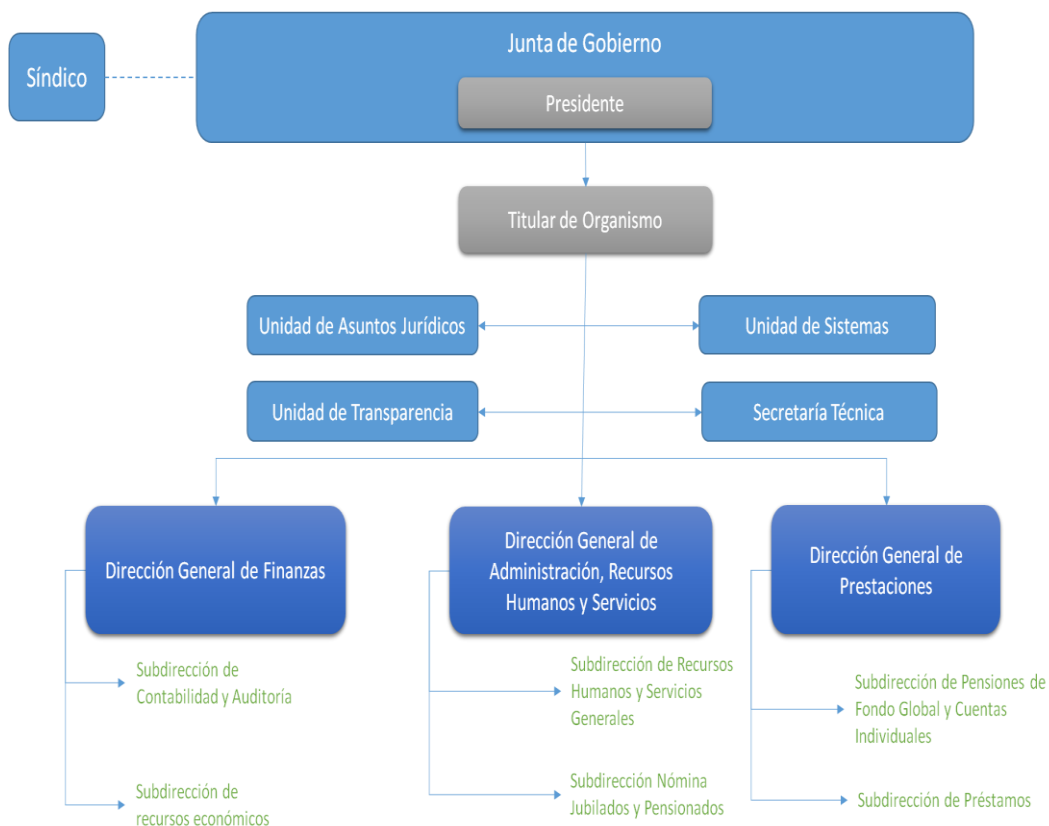 Junta de Gobierno
Síndico
Presidente
Titular de Organismo
Unidad de Asuntos Jurídicos
Unidad de Sistemas
Unidad de Transparencia
Secretaría Técnica
Dirección General de Finanzas
Dirección General de
Administración, Recursos
Humanos y Servicios
Dirección General de
Prestaciones
Subdirección de
Contabilidad y Auditoría
Subdirección de
recursos económicos
Subdirección de Recursos
Humanos y Servicios
Generales
Subdirección Nómina
Jubilados y Pensionados
Subdirección de Pensiones de
Fondo Global y Cuentas
Individuales
Subdirección de Préstamos